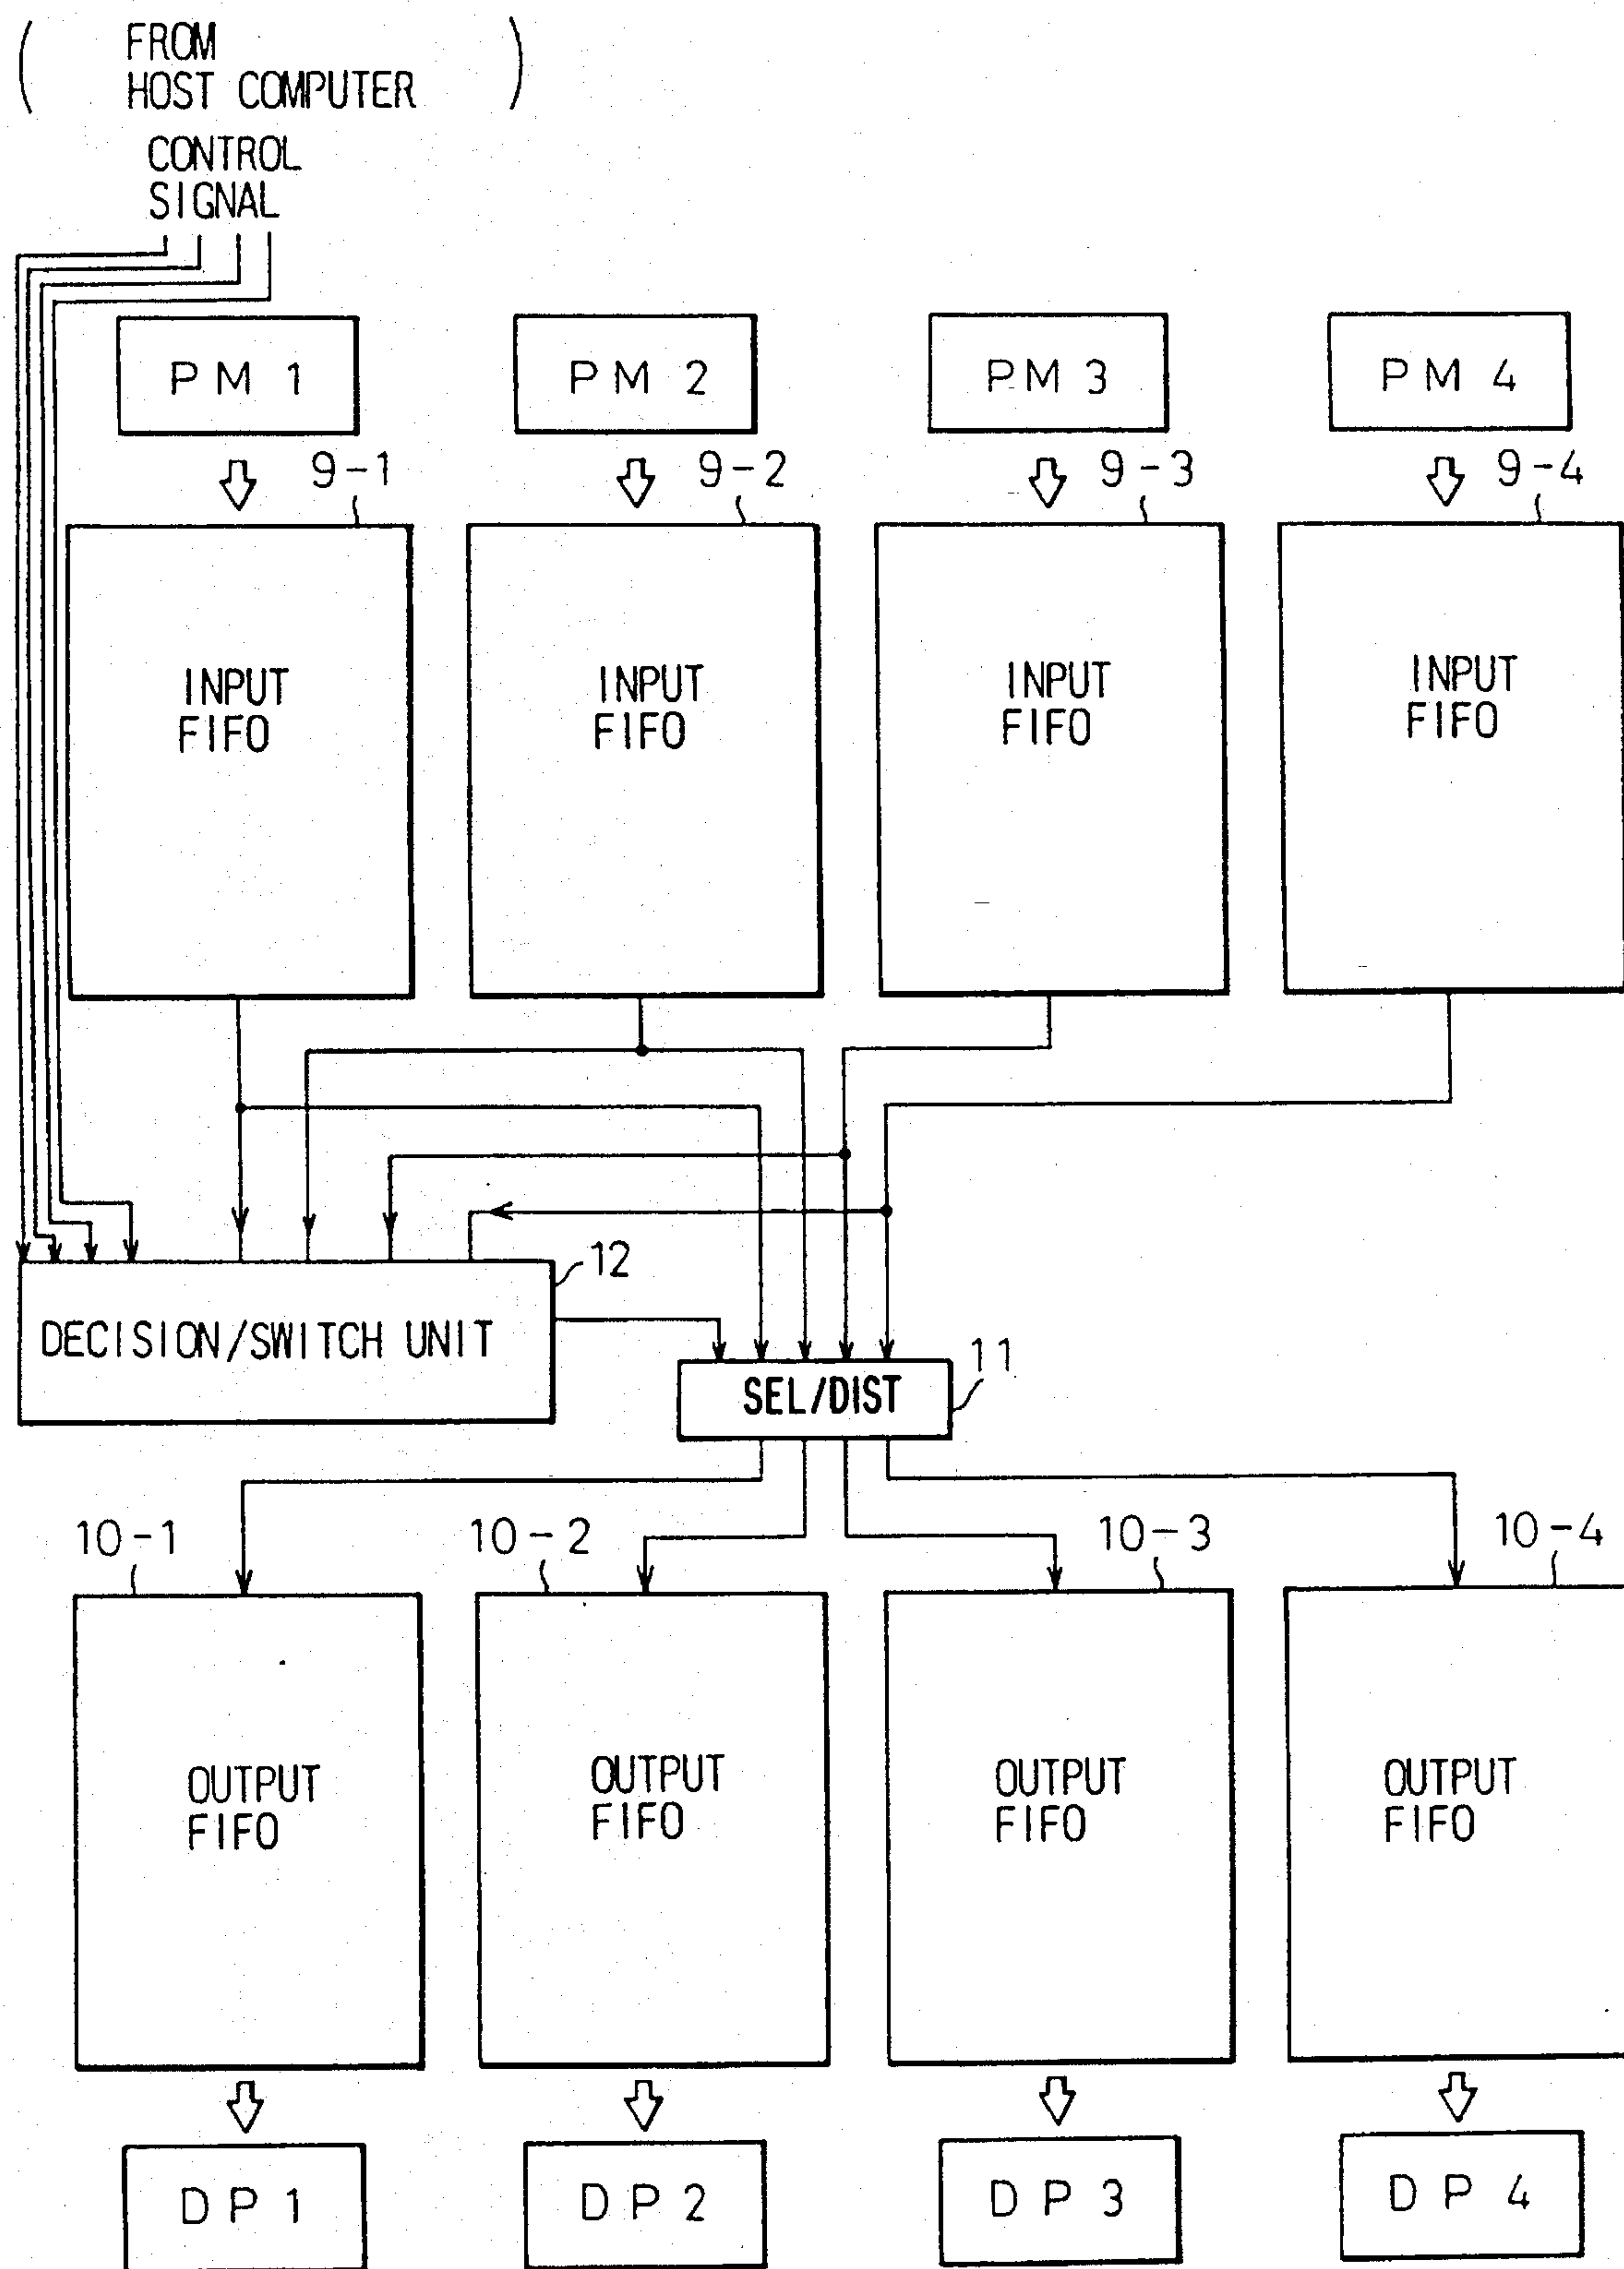 ( FROM
HOST COMPUTER )
CONTROL
SIGNAL
PM 1
PM 2
PM 3
PM 4
9-1
9-2
9-3
9-4
INPUT
FIFO
INPUT
FIFO
INPUT
FIFO
INPUT
FIFO
12
DECISION/SWITCH UNIT
11
SEL/DIST
10-1
10-2
10-3
10-4
OUTPUT
FIFO
OUTPUT
FIFO
OUTPUT
FIFO
OUTPUT
FIFO
DP 1
DP 2
DP 3
DP 4